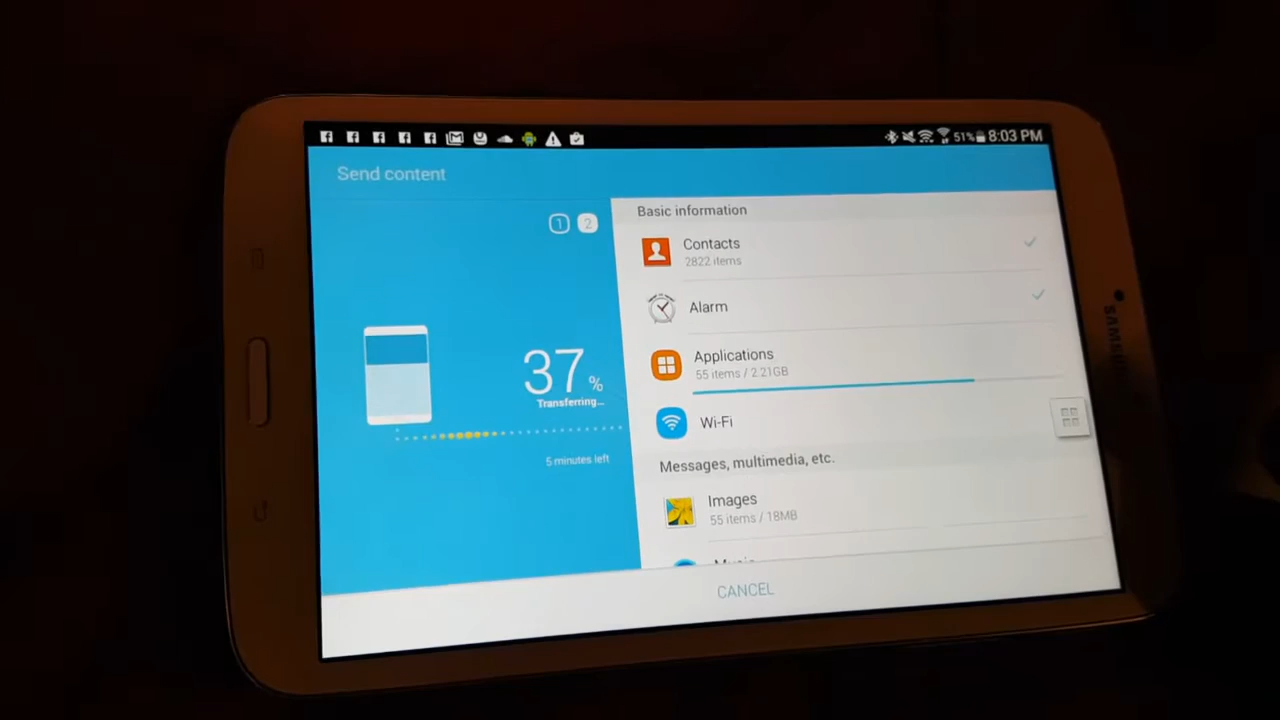 51% 8:03 PM
Send content
1 2
37%
Transferring...
5 minutes left
Basic information
Contacts
2822 items
Alarm
Applications
55 items / 2.21GB
Wi-Fi
Messages, multimedia, etc.
Images
55 items / 18MB
Music
CANCEL
SAMSUNG